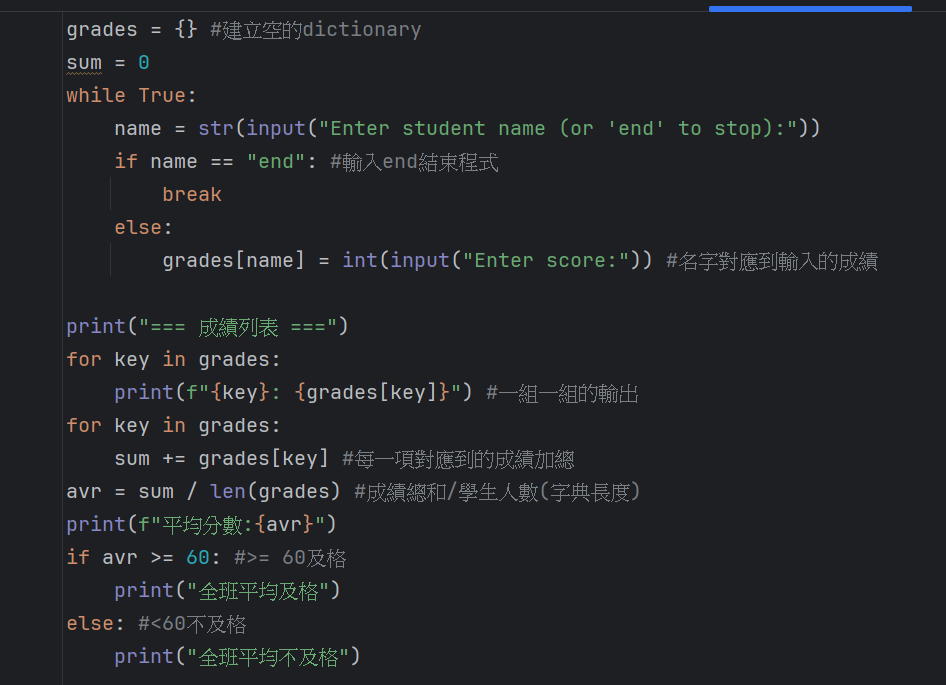 grades = {} #建立空的dictionary
sum = 0
while True:
    name = str(input("Enter student name (or 'end' to stop):"))
    if name == "end": #輸入end結束程式
        break
    else:
        grades[name] = int(input("Enter score:")) #名字對應到輸入的成績
print("=== 成績列表 ===")
for key in grades:
    print(f"{key}: {grades[key]}") #一組一組的輸出
for key in grades:
    sum += grades[key] #每一項對應到的成績加總
avr = sum / len(grades) #成績總和/學生人數(字典長度)
print(f"平均分數:{avr}")
if avr >= 60: #>= 60及格
    print("全班平均及格")
else: #<60不及格
    print("全班平均不及格")